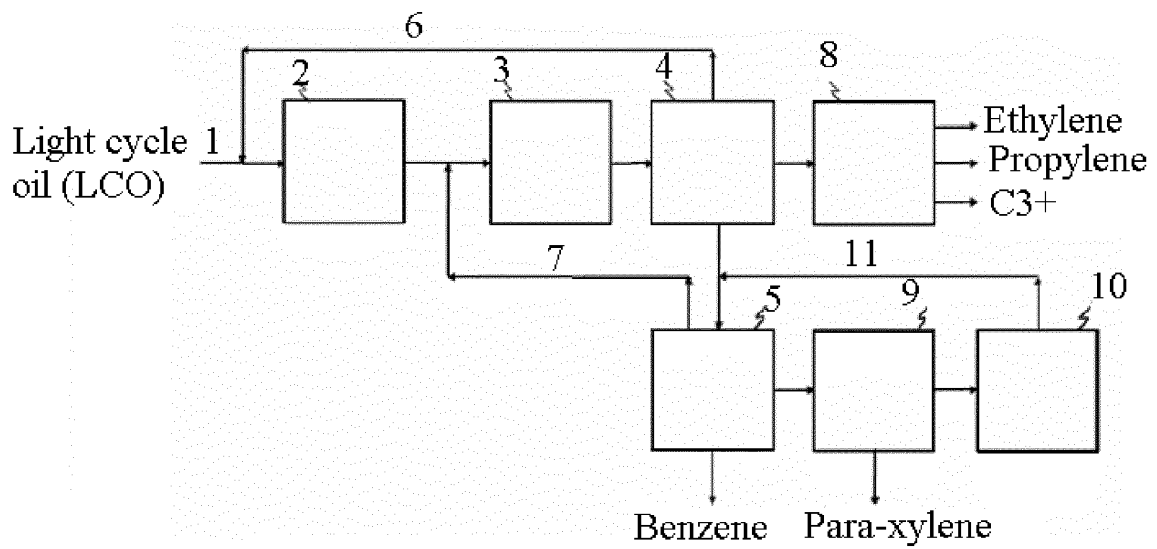 6
2
3
4
8
Light cycle
oil (LCO)
1
Ethylene
Propylene
C3+
7
11
5
9
10
Benzene
Para-xylene